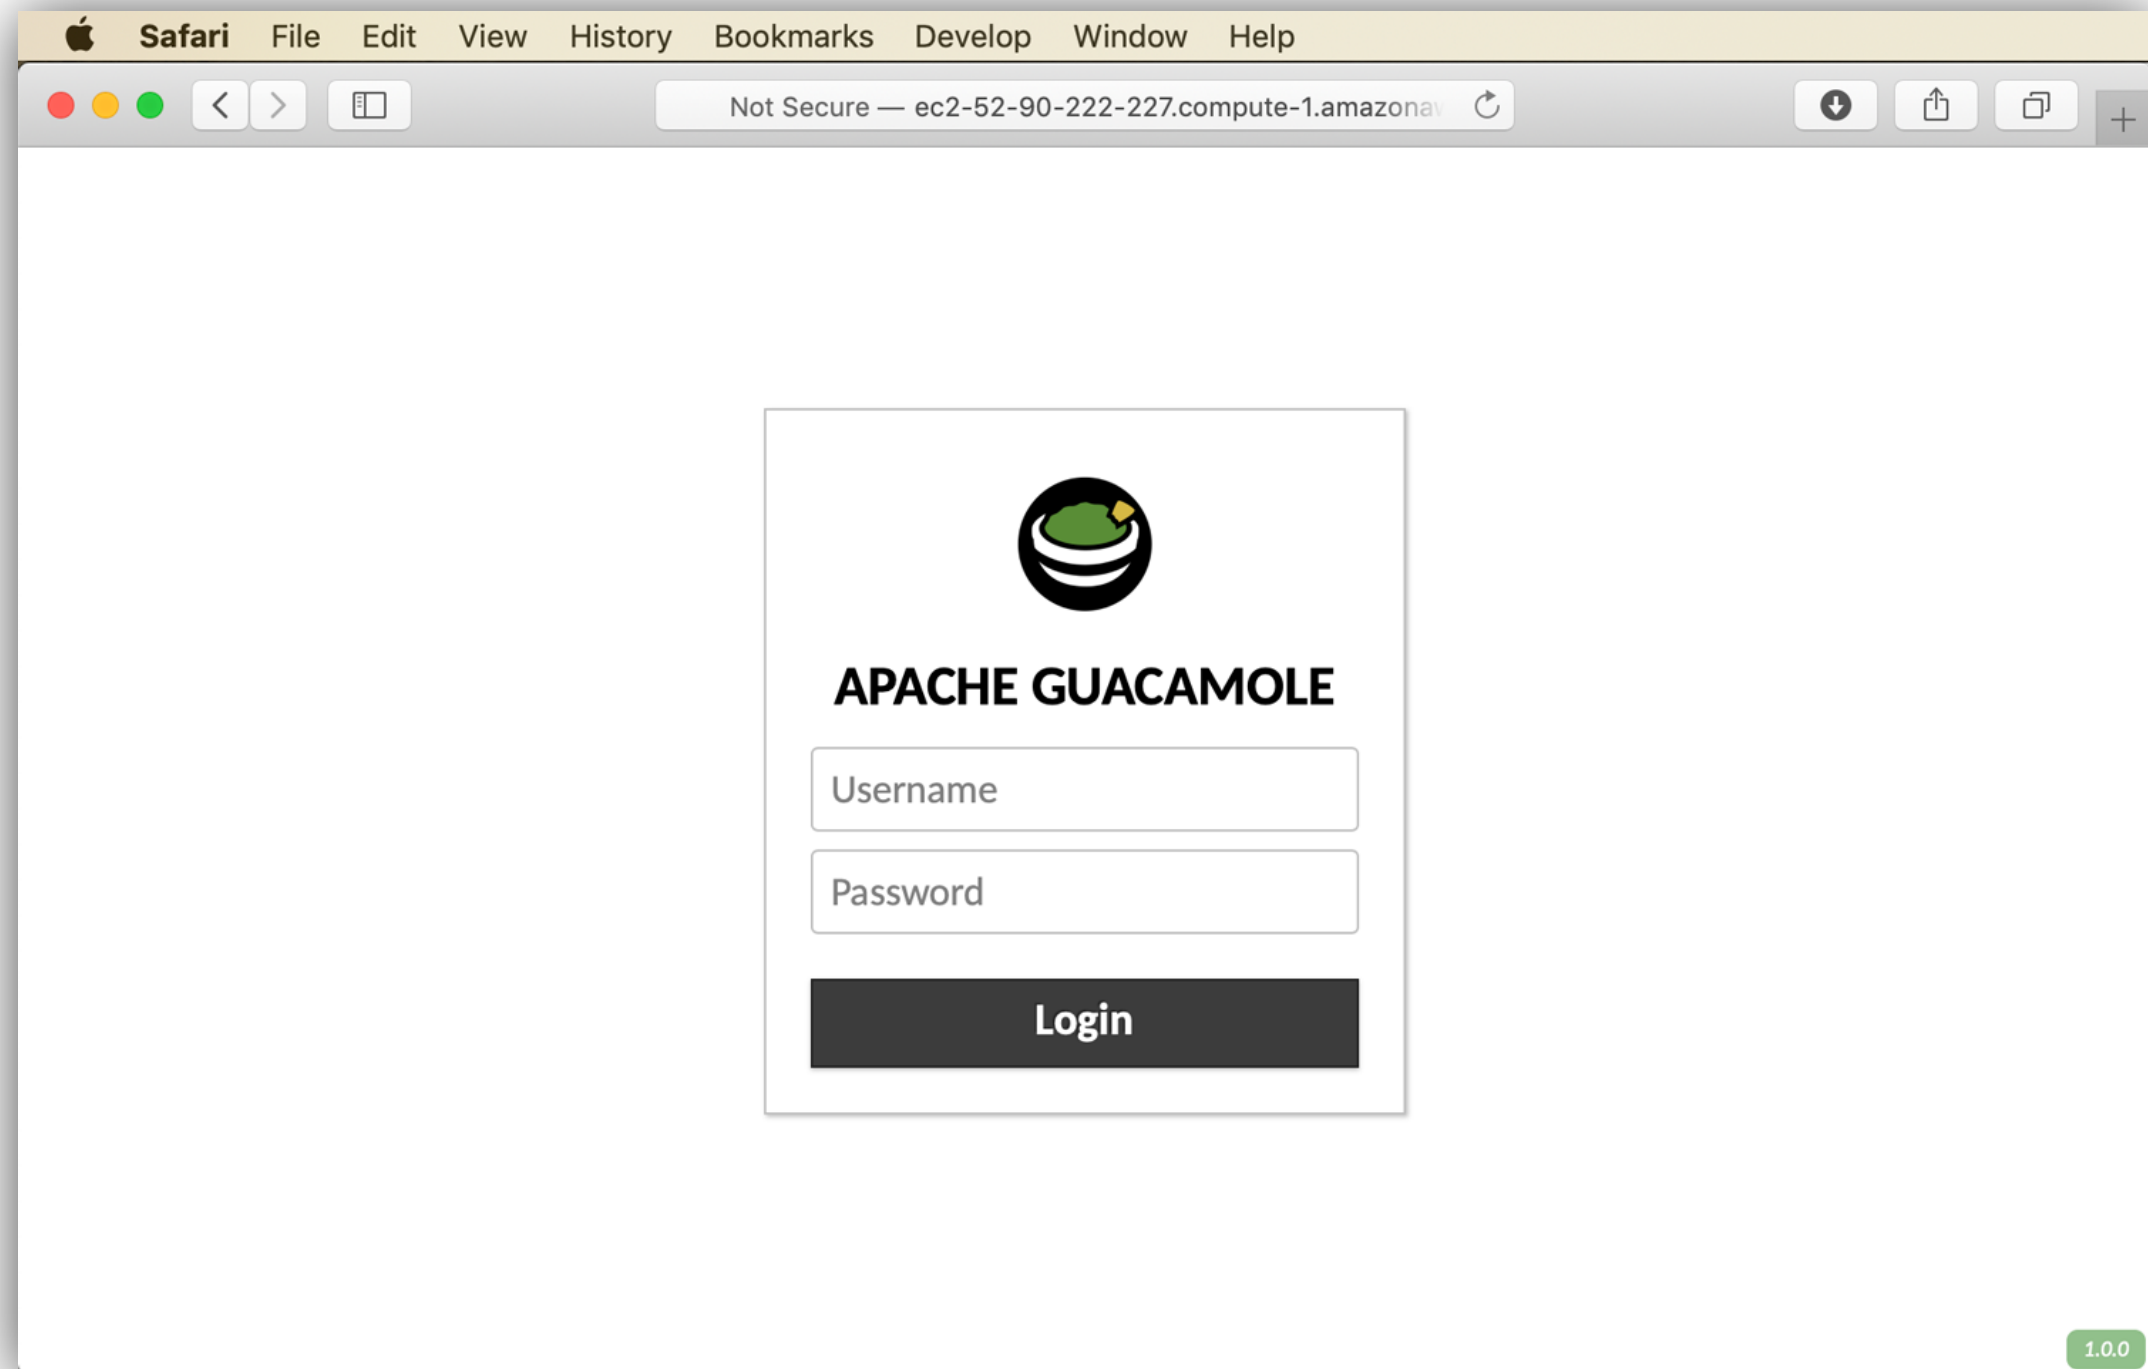 Safari File Edit View History Bookmarks Develop Window Help
Not Secure — ec2-52-90-222-227.compute-1.amazona
APACHE GUACAMOLE
Username
Password
Login
1.0.0